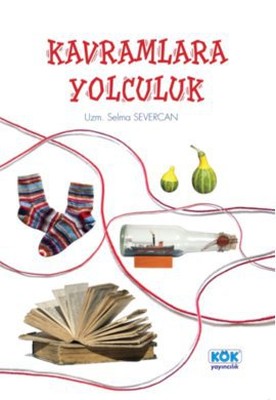 KAVRAMLARA
YOLCULUK
Uzm. Selma SEVERCAN
KÖK
yayıncılık